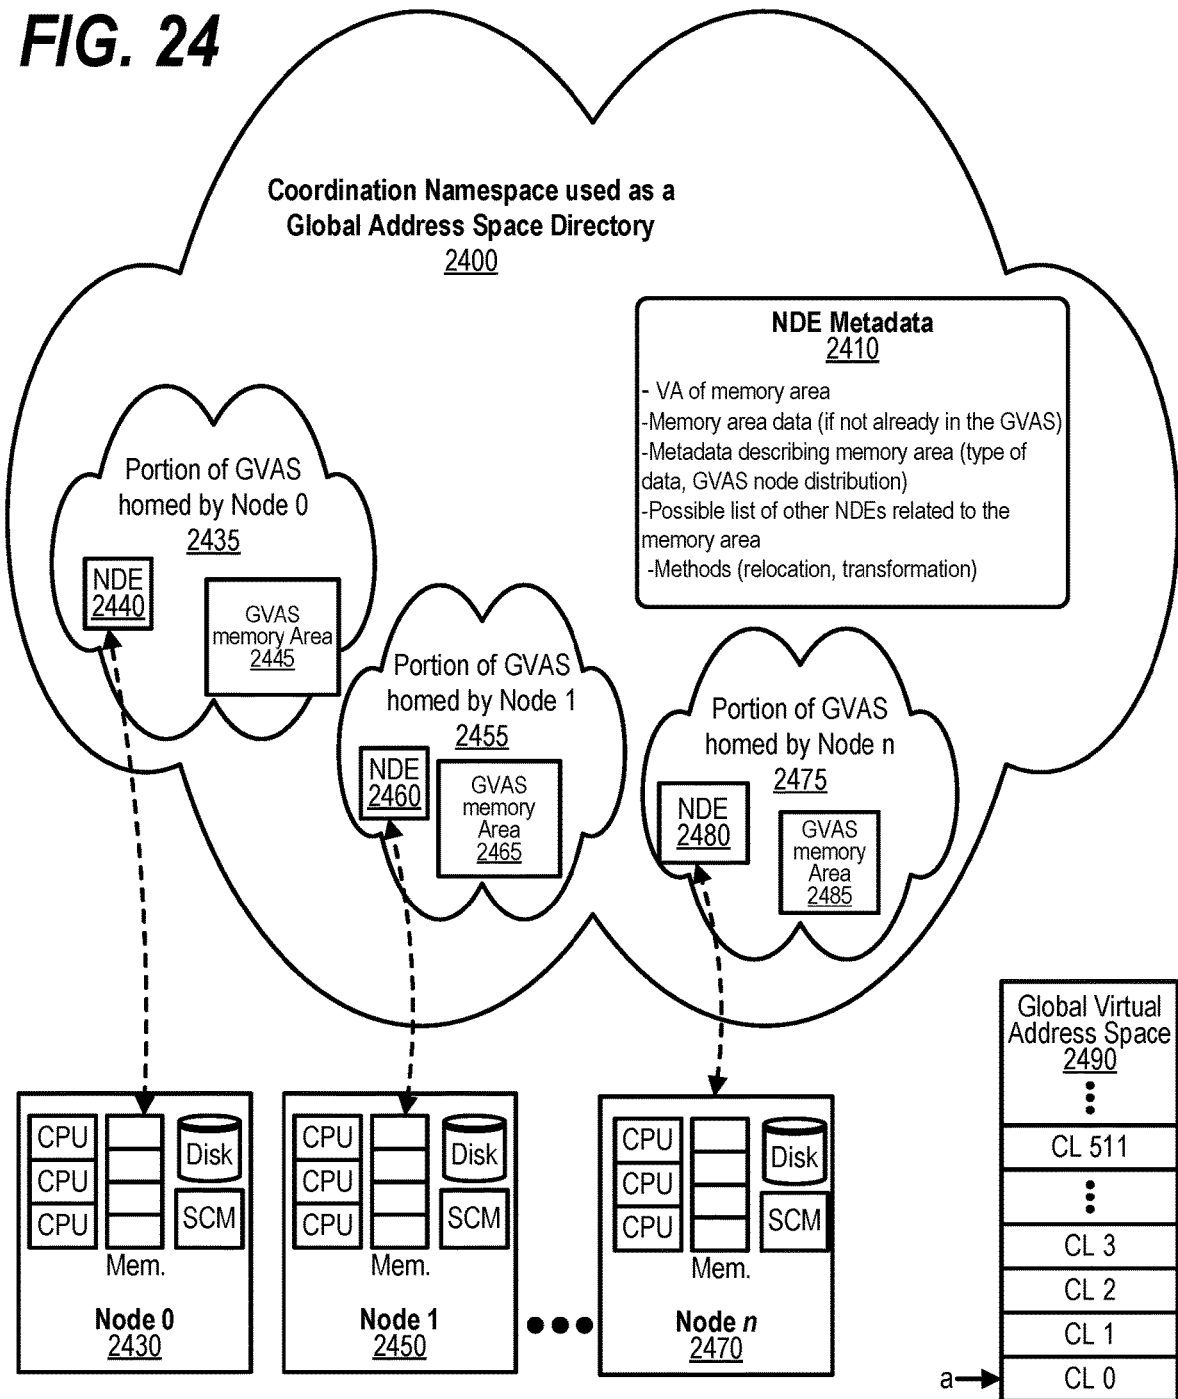 FIG. 24
Coordination Namespace used as a
Global Address Space Directory
2400
NDE Metadata
2410
- VA of memory area
-Memory area data (if not already in the GVAS)
-Metadata describing memory area (type of
data, GVAS node distribution)
-Possible list of other NDEs related to the
memory area
-Methods (relocation, transformation)
Portion of GVAS
homed by Node 0
2435
NDE
2440
GVAS
memory Area
2445
Portion of GVAS
homed by Node 1
2455
NDE
2460
GVAS
memory
Area
2465
Portion of GVAS
homed by Node n
2475
NDE
2480
GVAS
memory
Area
2485
CPU
CPU
CPU
Mem.
Disk
SCM
Node 0
2430
CPU
CPU
CPU
Mem.
Disk
SCM
Node 1
2450
CPU
CPU
CPU
Mem.
Disk
SCM
Node n
2470
Global Virtual
Address Space
2490
CL 511
CL 3
CL 2
CL 1
a
CL 0